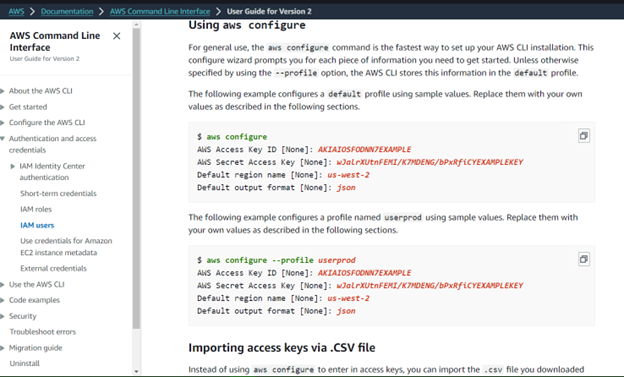 AWS > Documentation > AWS Command Line Interface > User Guide for Version 2
AWS Command Line
Interface
User Guide for Version 2
About the AWS CLI
Get started
Configure the AWS CLI
Authentication and access
credentials
IAM Identity Center
authentication
Short-term credentials
IAM roles
IAM users
Use credentials for Amazon
EC2 instance metadata
External credentials
Use the AWS CLI
Code examples
Security
Troubleshoot errors
Migration guide
Uninstall
Using aws configure
For general use, the aws configure command is the fastest way to set up your AWS CLI installation. This
configure wizard prompts you for each piece of information you need to get started. Unless otherwise
specified by using the --profile option, the AWS CLI stores this information in the default profile.
The following example configures a default profile using sample values. Replace them with your own
values as described in the following sections.
$ aws configure
AWS Access Key ID [None]: AKIAIOSFODNN7EXAMPLE
AWS Secret Access Key [None]: wJalrXUtnFEMI/K7MDENG/bPxRfiCYEXAMPLEKEY
Default region name [None]: us-west-2
Default output format [None]: json
The following example configures a profile named userprod using sample values. Replace them with
your own values as described in the following sections.
$ aws configure --profile userprod
AWS Access Key ID [None]: AKIAIOSFODNN7EXAMPLE
AWS Secret Access Key [None]: wJalrXUtnFEMI/K7MDENG/bPxRfiCYEXAMPLEKEY
Default region name [None]: us-west-2
Default output format [None]: json
Importing access keys via .CSV file
Instead of using aws configure to enter in access keys, you can import the .csv file you downloaded